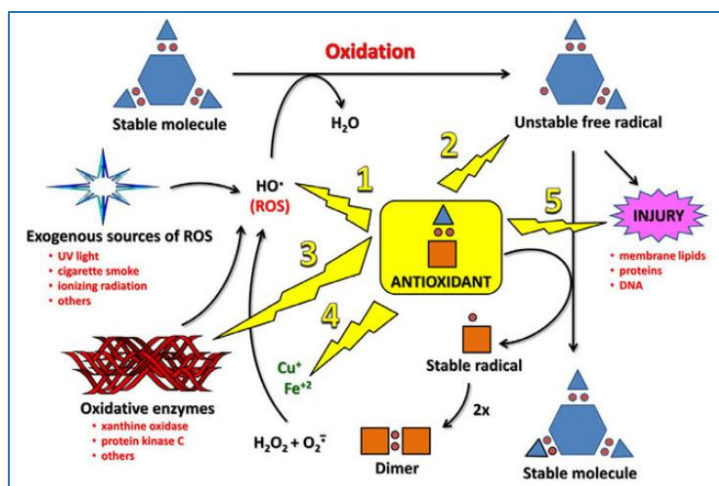 Oxidation
Stable molecule
H₂O
Unstable free radical
HO•
(ROS)
1
2
3
4
5
Exogenous sources of ROS
• UV light
• cigarette smoke
• ionizing radiation
• others
ANTIOXIDANT
INJURY
• membrane lipids
• proteins
• DNA
Cu⁺
Fe⁺²
Oxidative enzymes
• xanthine oxidase
• protein kinase C
• others
H₂O₂ + O₂•̅
Stable radical
2x
Dimer
Stable molecule